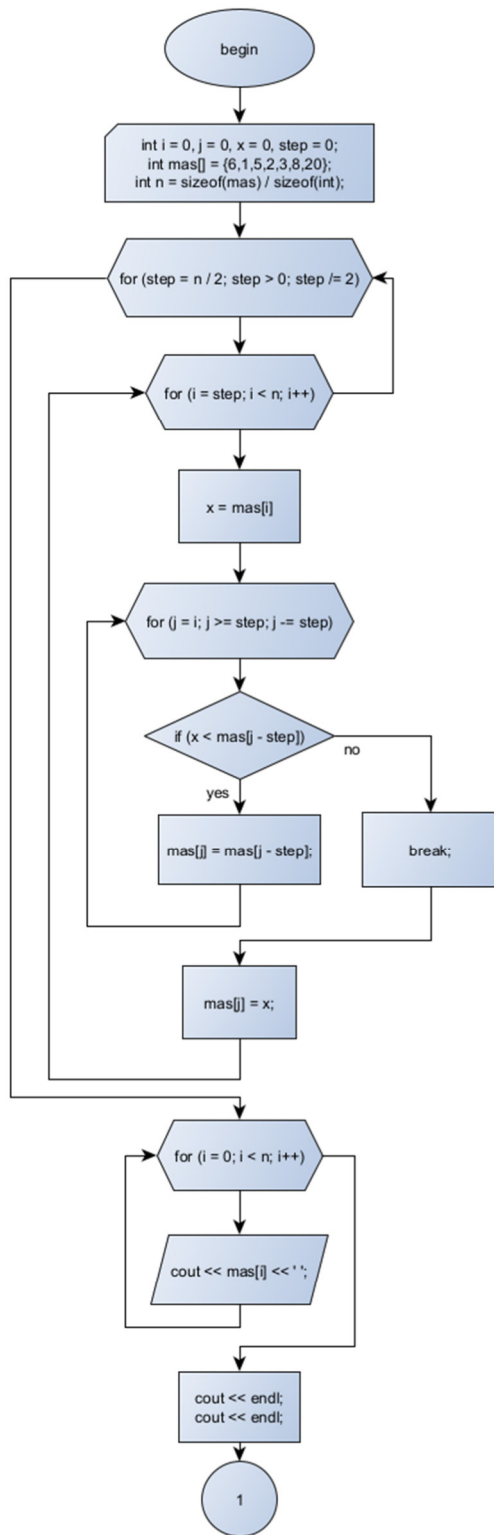 begin
int i = 0, j = 0, x = 0, step = 0;
int mas[] = {6,1,5,2,3,8,20};
int n = sizeof(mas) / sizeof(int);
for (step = n / 2; step > 0; step /= 2)
for (i = step; i < n; i++)
x = mas[i]
for (j = i; j >= step; j -= step)
if (x < mas[j - step])
no
yes
mas[j] = mas[j - step];
break;
mas[j] = x;
for (i = 0; i < n; i++)
cout << mas[i] << ' ';
cout << endl;
cout << endl;
1